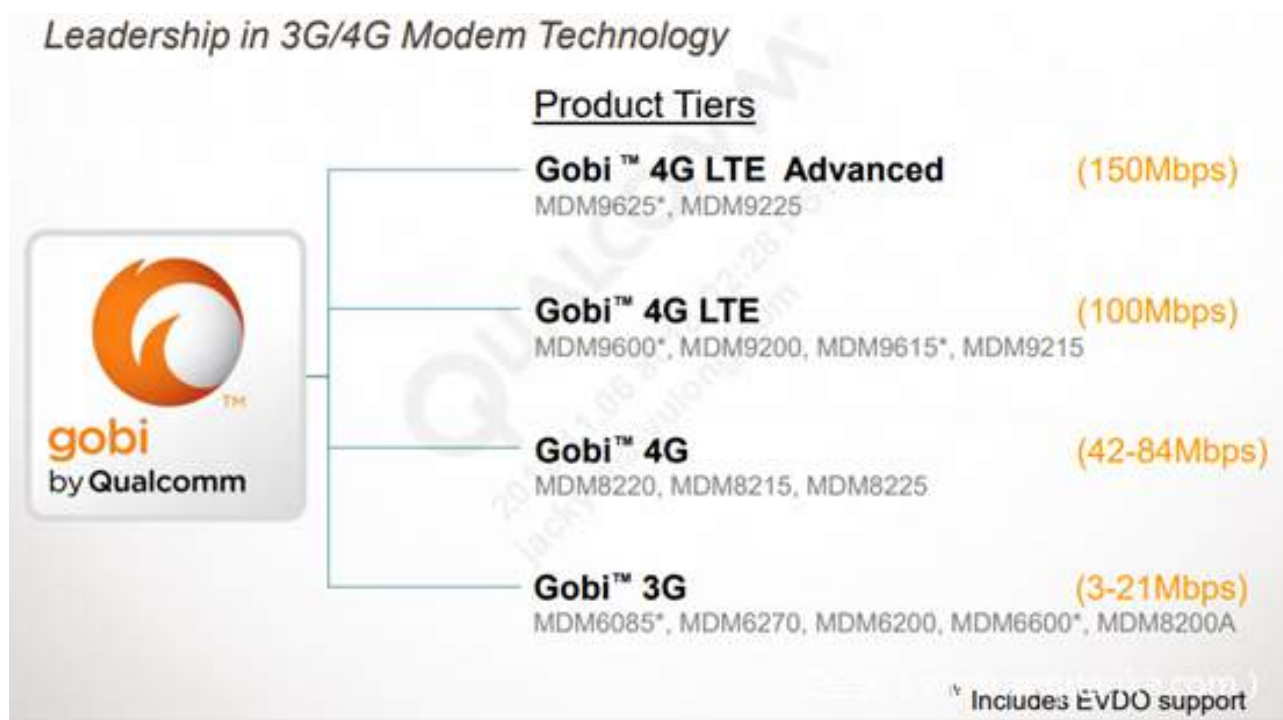 Leadership in 3G/4G Modem Technology
Product Tiers
Gobi™ 4G LTE Advanced (150Mbps)
MDM9625*, MDM9225
Gobi™ 4G LTE (100Mbps)
MDM9600*, MDM9200, MDM9615*, MDM9215
Gobi™ 4G (42-84Mbps)
MDM8220, MDM8215, MDM8225
Gobi™ 3G (3-21Mbps)
MDM6085*, MDM6270, MDM6200, MDM6600*, MDM8200A
TM
gobi
by Qualcomm
QUALCOMM
* Includes EVDO support